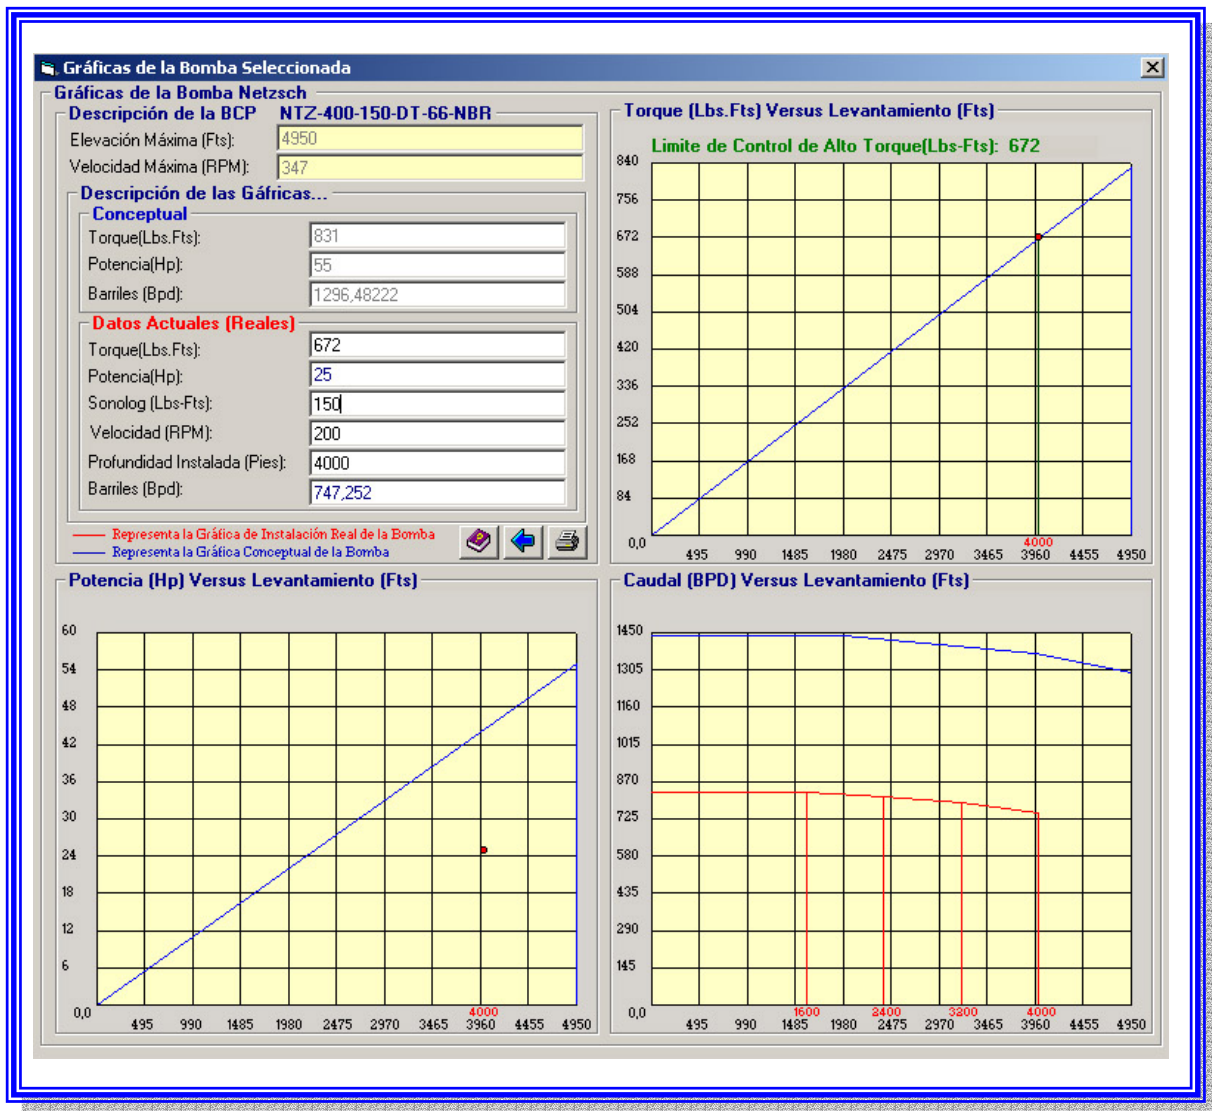 Gráficas de la Bomba Seleccionada
Gráficas de la Bomba Netzsch
Descripción de la BCP NTZ-400-150-DT-66-NBR
Elevación Máxima (Fts): 4950
Velocidad Máxima (RPM): 347
Descripción de las Gáfricas...
Conceptual
Torque(Lbs.Fts): 831
Potencia(Hp): 55
Barriles (Bpd): 1296,48222
Datos Actuales (Reales)
Torque(Lbs.Fts): 672
Potencia(Hp): 25
Sonolog (Lbs-Fts): 150
Velocidad (RPM): 200
Profundidad Instalada (Pies): 4000
Barriles (Bpd): 747,252
Representa la Gráfica de Instalación Real de la Bomba
Representa la Gráfica Conceptual de la Bomba
Torque (Lbs.Fts) Versus Levantamiento (Fts)
Limite de Control de Alto Torque(Lbs-Fts): 672
840
756
672
588
504
420
336
252
168
84
0,0
4000
495 990 1485 1980 2475 2970 3465 3960 4455 4950
Potencia (Hp) Versus Levantamiento (Fts)
60
54
48
42
36
30
24
18
12
6
0,0
4000
495 990 1485 1980 2475 2970 3465 3960 4455 4950
Caudal (BPD) Versus Levantamiento (Fts)
1450
1305
1160
1015
870
725
580
435
290
145
0,0
1600 2400 3200 4000
495 990 1485 1980 2475 2970 3465 3960 4455 4950